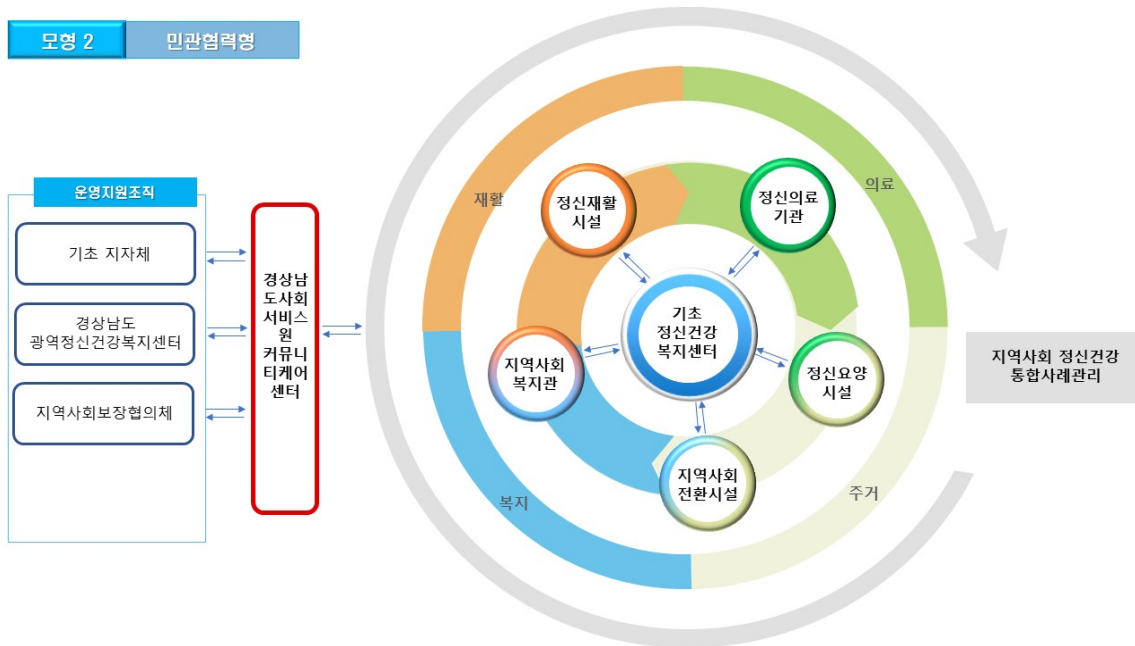 모형 2
민관협력형
운영지원조직
기초 지자체
경상남도
광역정신건강복지센터
지역사회보장협의체
경상남
도사회
서비스
원
커뮤니
티케어
센터
재활
의료
정신재활
시설
정신의료
기관
기초
정신건강
복지센터
지역사회
복지관
정신요양
시설
지역사회
전환시설
복지
주거
지역사회 정신건강
통합사례관리